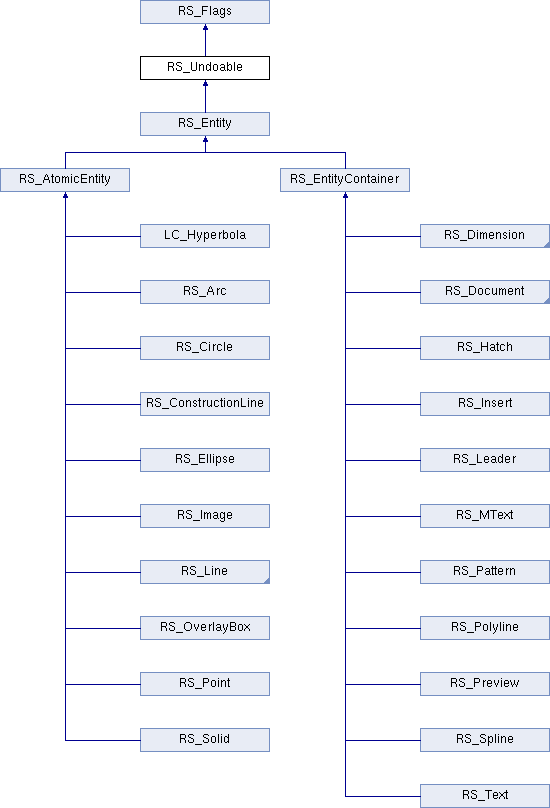 RS_Flags
RS_Undoable
RS_Entity
RS_AtomicEntity
RS_EntityContainer
LC_Hyperbola
RS_Dimension
RS_Arc
RS_Document
RS_Circle
RS_Hatch
RS_ConstructionLine
RS_Insert
RS_Ellipse
RS_Leader
RS_Image
RS_MText
RS_Line
RS_Pattern
RS_OverlayBox
RS_Polyline
RS_Point
RS_Preview
RS_Solid
RS_Spline
RS_Text